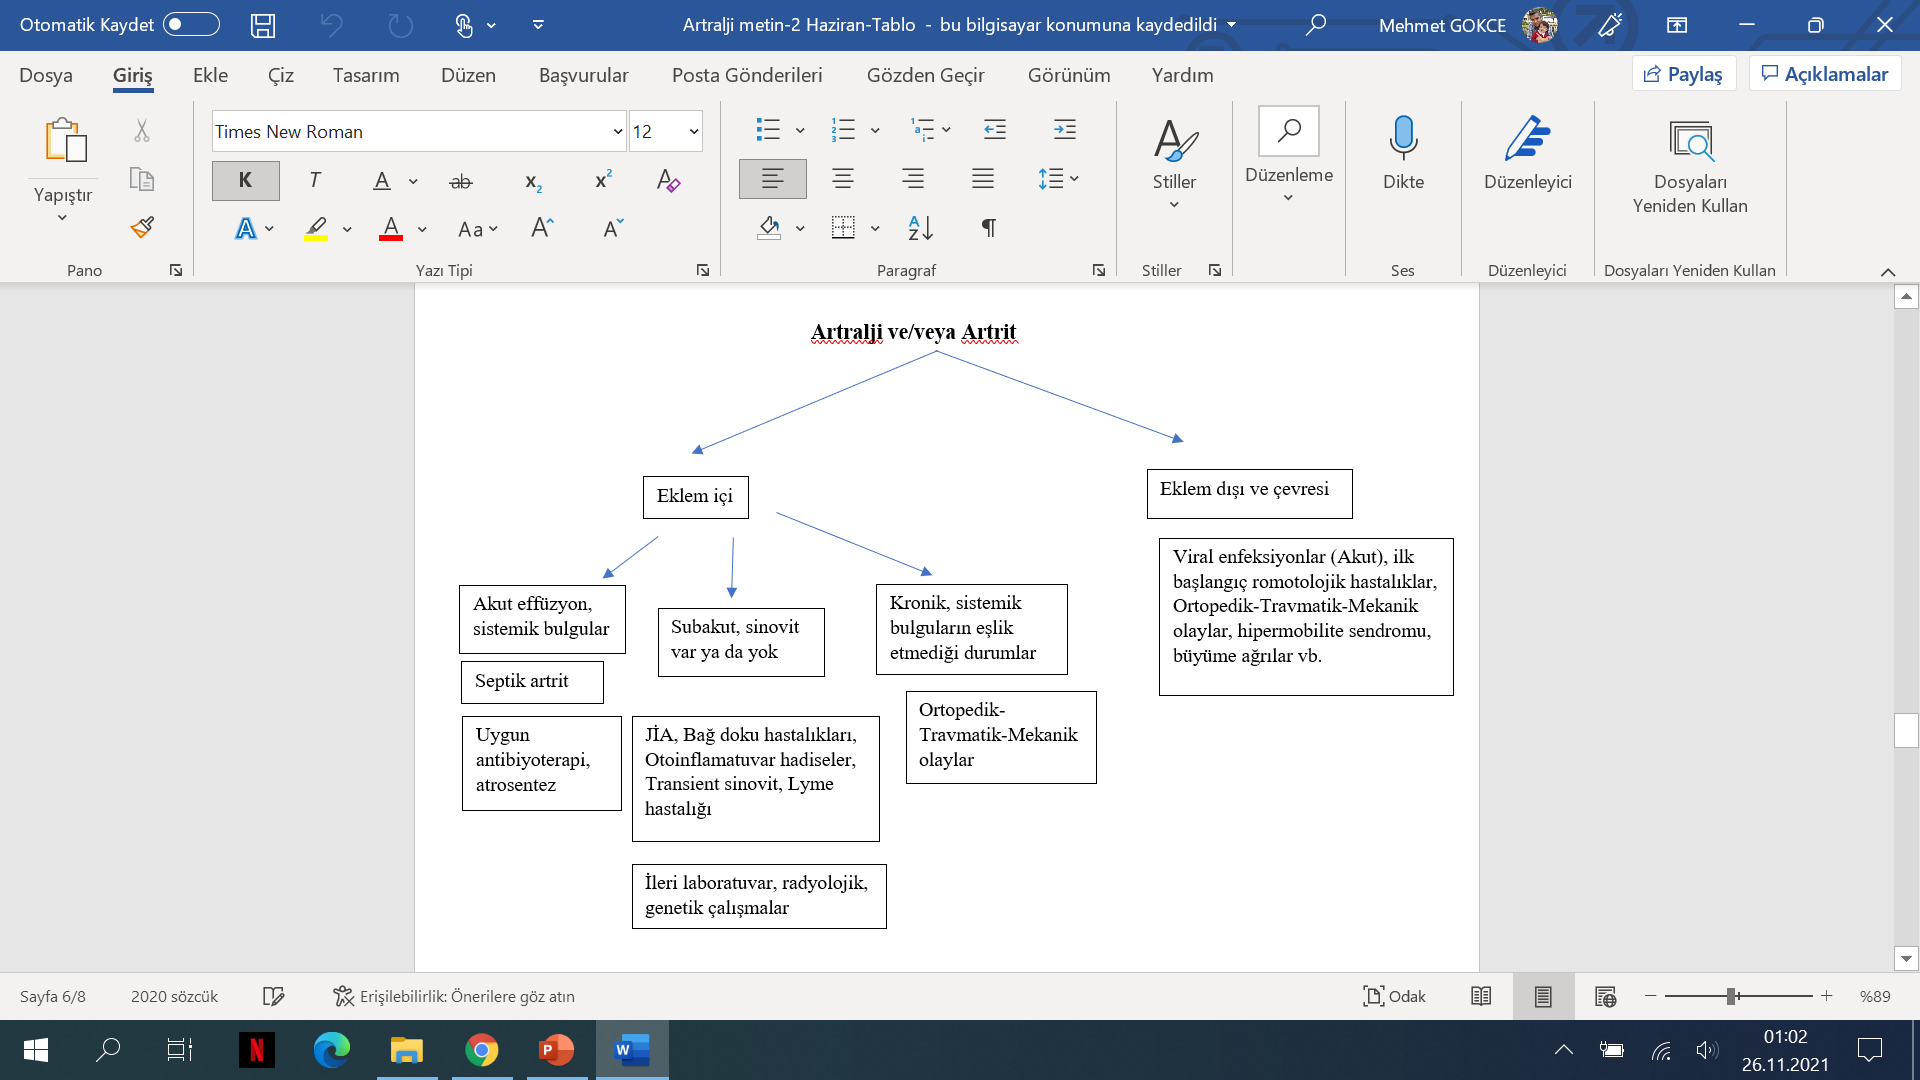 Otomatik Kaydet
Artralji metin-2 Haziran-Tablo - bu bilgisayar konumuna kaydedildi
Mehmet GOKCE
Dosya Giriş Ekle Çiz Tasarım Düzen Başvurular Posta Gönderileri Gözden Geçir Görünüm Yardım
Paylaş
Açıklamalar
Yapıştır
Pano
Times New Roman
12
K T A ab x₂ x²
A A Aa A A
Yazı Tipi
Paragraf
Stiller
Stiller
Düzenleme
Dikte
Ses
Düzenleyici
Düzenleyici
Dosyaları
Yeniden Kullan
Dosyaları Yeniden Kullan
Artralji ve/veya Artrit
Eklem içi
Eklem dışı ve çevresi
Akut effüzyon,
sistemik bulgular
Septik artrit
Uygun
antibiyoterapi,
atrosentez
Subakut, sinovit
var ya da yok
JİA, Bağ doku hastalıkları,
Otoinflamatuvar hadiseler,
Transient sinovit, Lyme
hastalığı
İleri laboratuvar, radyolojik,
genetik çalışmalar
Kronik, sistemik
bulguların eşlik
etmediği durumlar
Ortopedik-
Travmatik-Mekanik
olaylar
Viral enfeksiyonlar (Akut), ilk
başlangıç romotolojik hastalıklar,
Ortopedik-Travmatik-Mekanik
olaylar, hipermobilite sendromu,
büyüme ağrılar vb.
Sayfa 6/8
2020 sözcük
Erişilebilirlik: Önerilere göz atın
Odak
%89
01:02
26.11.2021